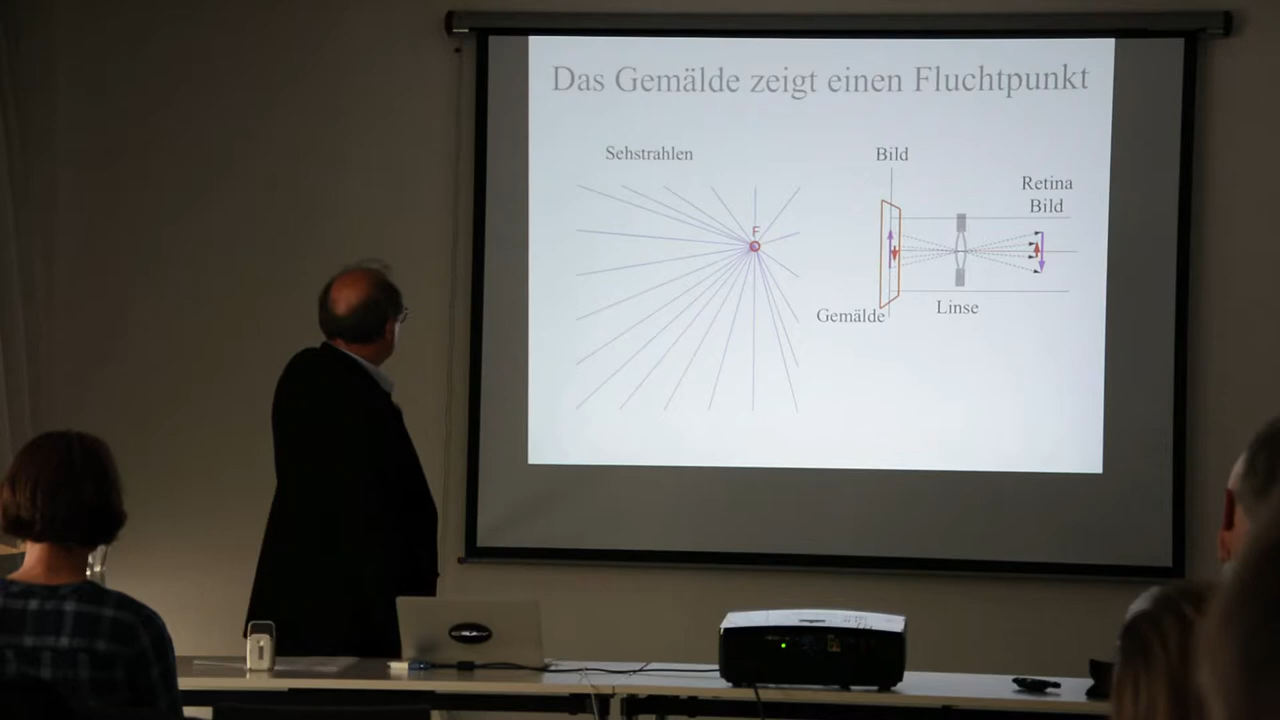 Das Gemälde zeigt einen Fluchtpunkt
Sehstrahlen
Bild
Retina
Bild
F
Gemälde
Linse